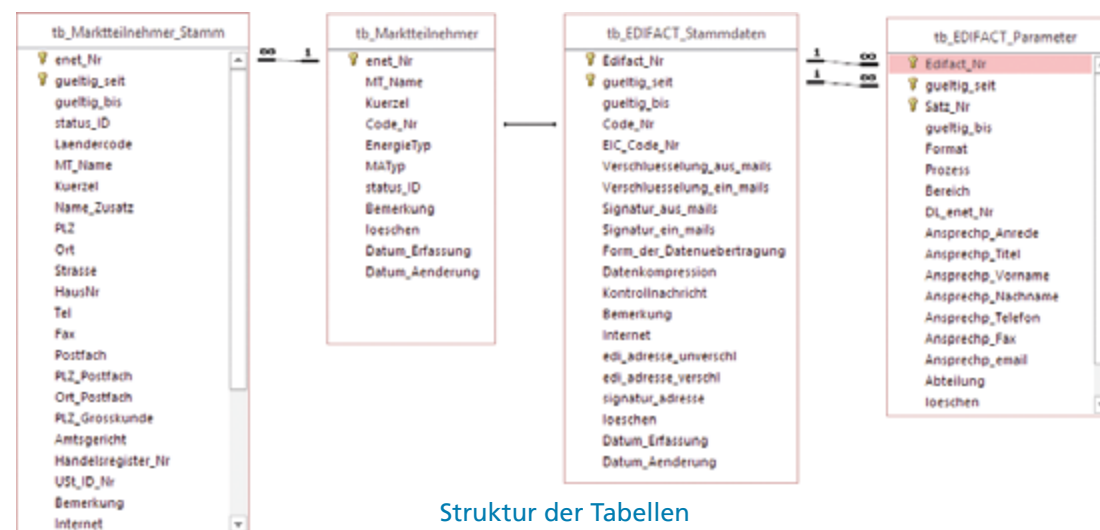 tb_Marktteilnehmer_Stamm
enet_Nr
gueltig_seit
gueltig_bis
status_ID
Laendercode
MT_Name
Kuerzel
Name_Zusatz
PLZ
Ort
Strasse
HausNr
Tel
Fax
Postfach
PLZ_Postfach
Ort_Postfach
PLZ_Grosskunde
Amtsgericht
Handelsregister_Nr
USt_ID_Nr
Bemerkung
Internet
∞ 1
tb_Marktteilnehmer
enet_Nr
MT_Name
Kuerzel
Code_Nr
EnergieTyp
MATyp
status_ID
Bemerkung
loeschen
Datum_Erfassung
Datum_Aenderung
tb_EDIFACT_Stammdaten
Edifact_Nr
gueltig_seit
gueltig_bis
Code_Nr
EIC_Code_Nr
Verschluesselung_aus_mails
Verschluesselung_ein_mails
Signatur_aus_mails
Signatur_ein_mails
Form_der_Datenuebertragung
Datenkompression
Kontrollnachricht
Bemerkung
Internet
edi_adresse_unverschl
edi_adresse_verschl
signatur_adresse
loeschen
Datum_Erfassung
Datum_Aenderung
1 ∞
1 ∞
tb_EDIFACT_Parameter
Edifact_Nr
gueltig_seit
Satz_Nr
gueltig_bis
Format
Prozess
Bereich
DL_enet_Nr
Ansprechp_Anrede
Ansprechp_Titel
Ansprechp_Vorname
Ansprechp_Nachname
Ansprechp_Telefon
Ansprechp_Fax
Ansprechp_email
Abteilung
loeschen
Struktur der Tabellen